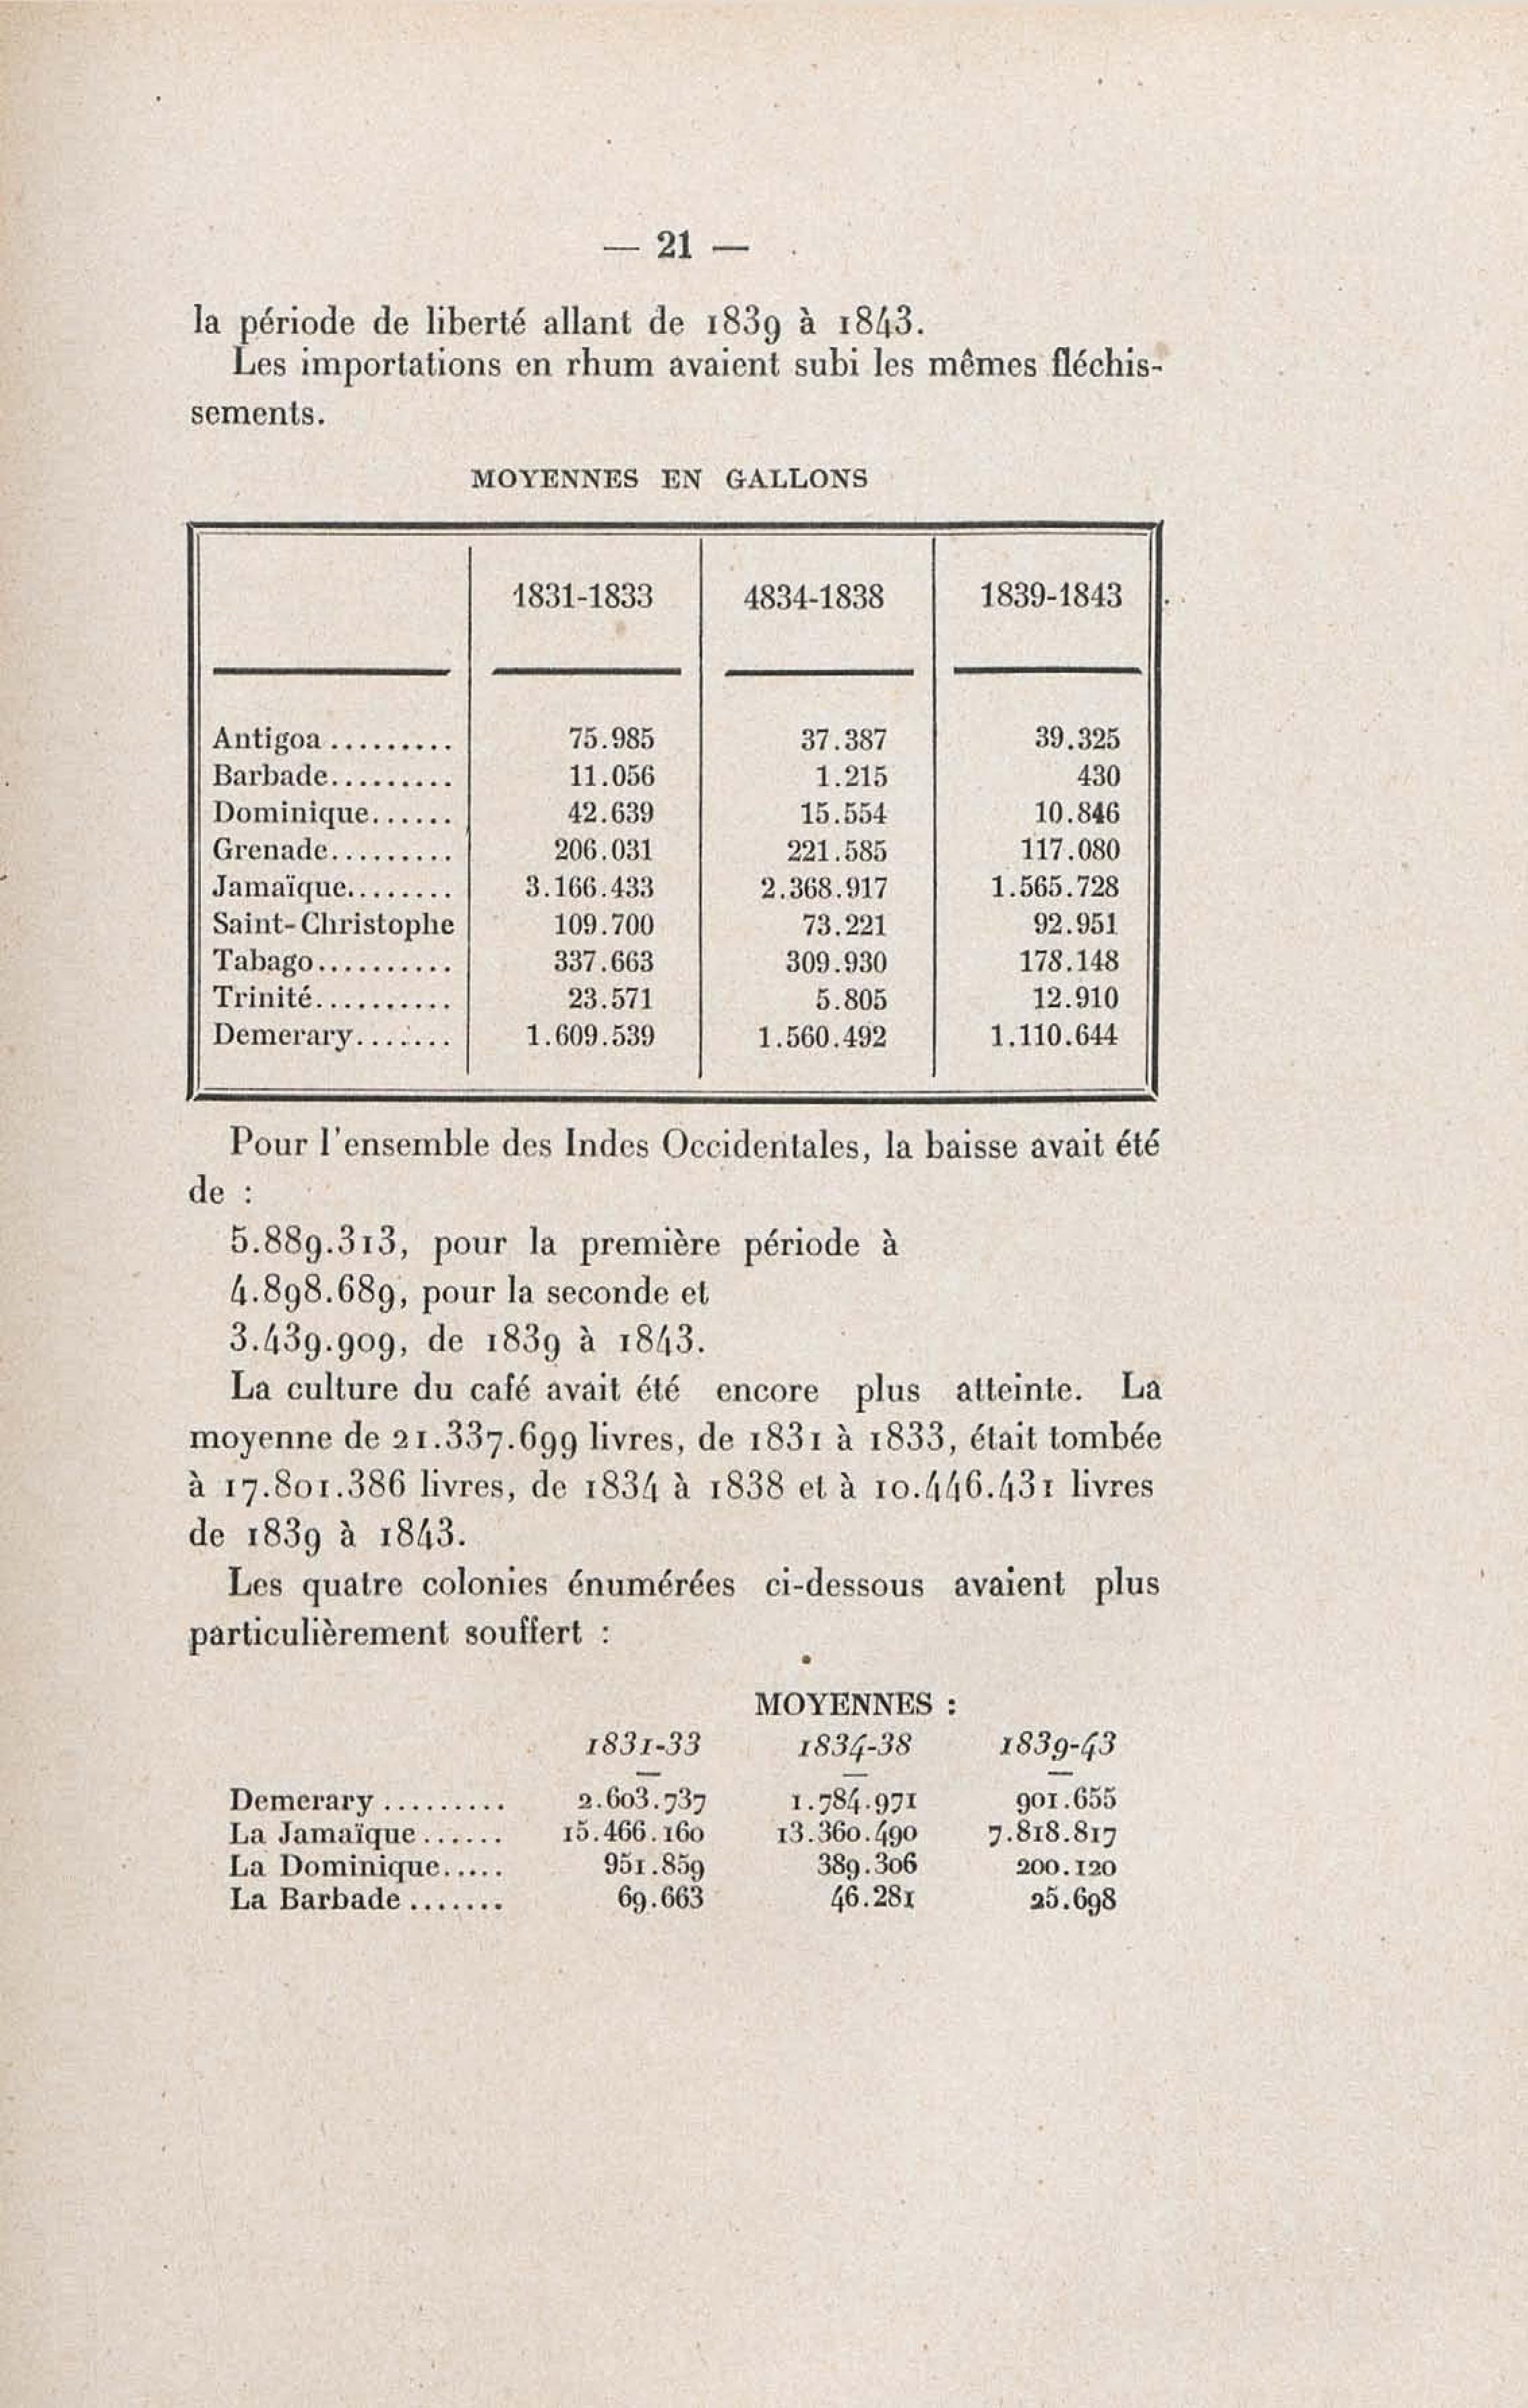 — 21 —
la période de liberté allant de 1839 à 1843.
Les importations en rhum avaient subi les mêmes fléchis-
sements.
MOYENNES EN GALLONS
1831-1833 4834-1838 1839-1843
Antigoa.......... 75.985 37.387 39.325
Barbade.......... 11.056 1.215 430
Dominique...... 42.639 15.554 10.846
Grenade.......... 206.031 221.585 117.080
Jamaïque........ 3.166.433 2.368.917 1.565.728
Saint-Christophe 109.700 73.221 92.951
Tabago........... 337.663 309.930 178.148
Trinité........... 23.571 5.805 12.910
Demerary........ 1.609.539 1.560.492 1.110.644
Pour l'ensemble des Indes Occidentales, la baisse avait été
de :
5.889.313, pour la première période à
4.898.689, pour la seconde et
3.439.909, de 1839 à 1843.
La culture du café avait été encore plus atteinte. La
moyenne de 21.337.699 livres, de 1831 à 1833, était tombée
à 17.801.386 livres, de 1834 à 1838 et à 10.446.431 livres
de 1839 à 1843.
Les quatre colonies énumérées ci-dessous avaient plus
particulièrement souffert :
MOYENNES :
1831-33 1834-38 1839-43
Demerary ......... 2.603.737 1.784.971 901.655
La Jamaïque...... 15.466.160 13.360.490 7.818.817
La Dominique..... 951.859 389.306 200.120
La Barbade ....... 69.663 46.281 25.698